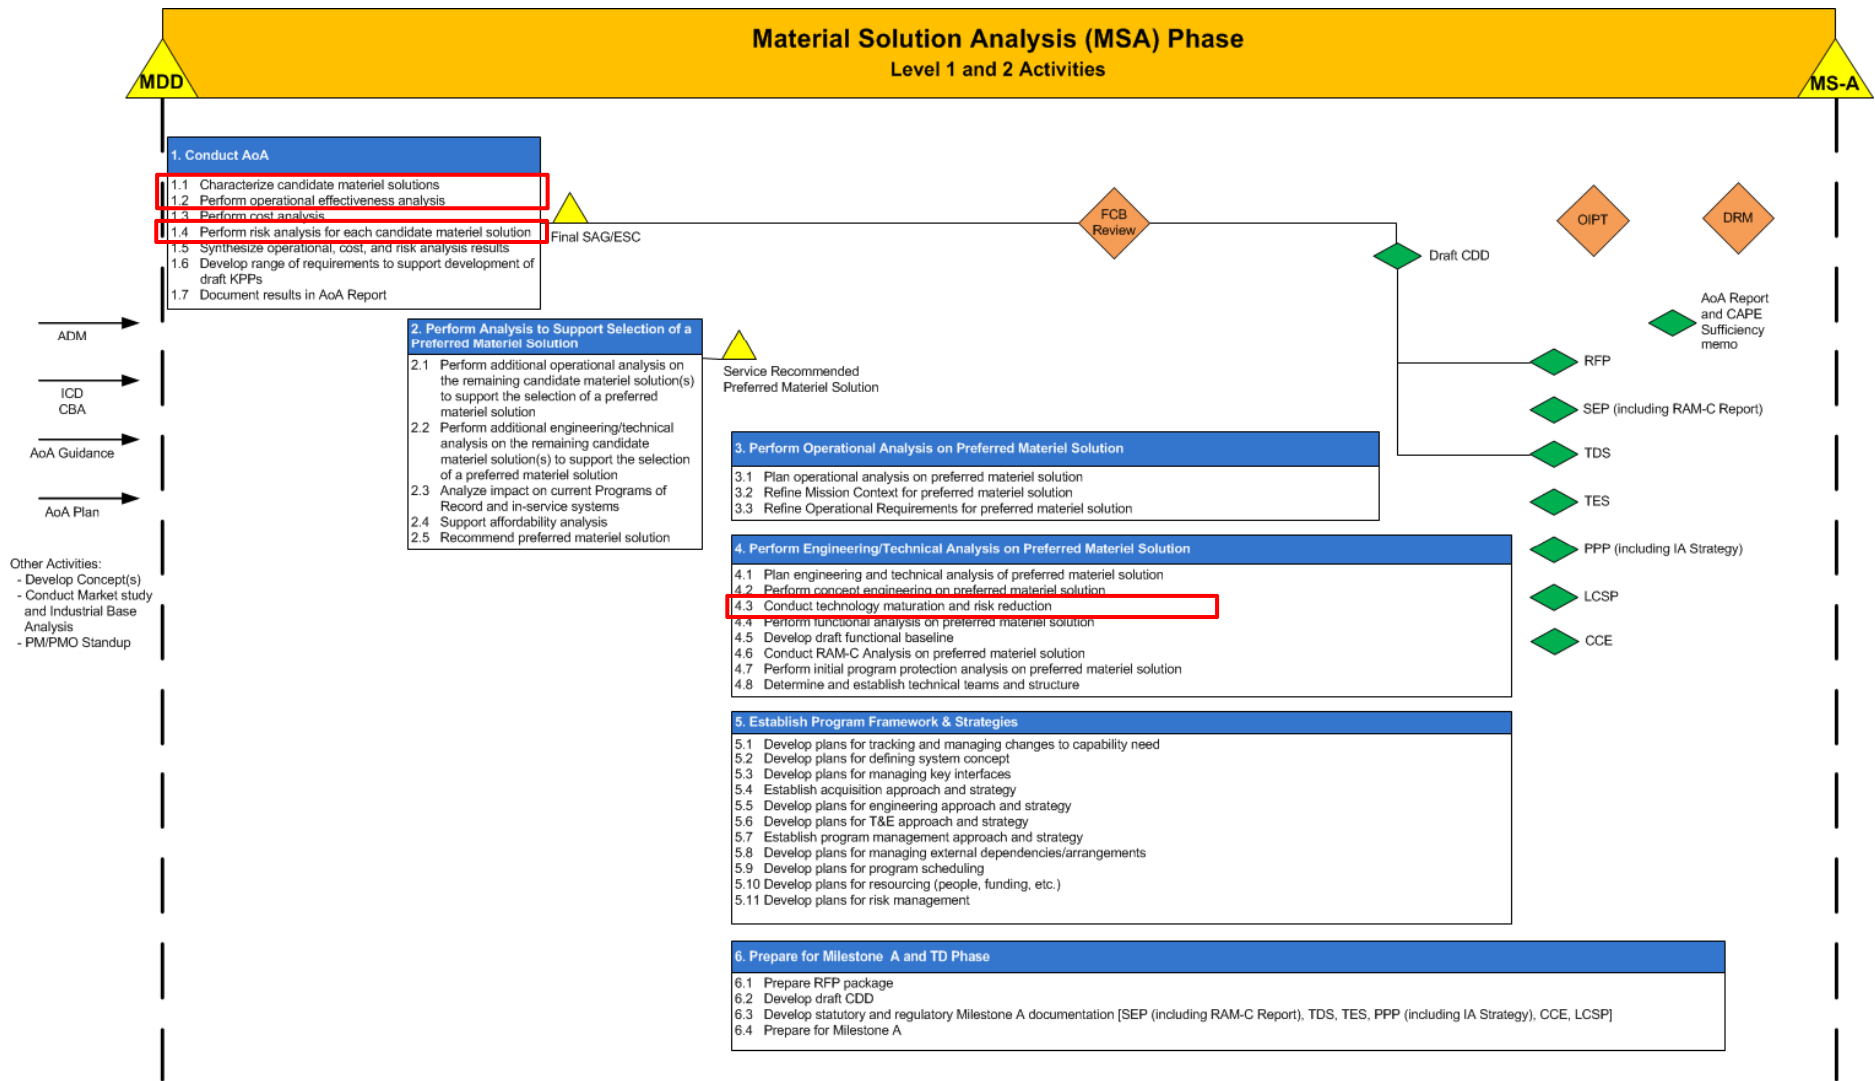 Material Solution Analysis (MSA) Phase
Level 1 and 2 Activities
MDD
MS-A
1. Conduct AoA
1.1 Characterize candidate materiel solutions
1.2 Perform operational effectiveness analysis
1.3 Perform cost analysis
1.4 Perform risk analysis for each candidate materiel solution
1.5 Synthesize operational, cost, and risk analysis results
1.6 Develop range of requirements to support development of
draft KPPs
1.7 Document results in AoA Report
Final SAG/ESC
FCB
Review
Draft CDD
OIPT
DRM
AoA Report
and CAPE
Sufficiency
memo
ADM
ICD
CBA
AoA Guidance
AoA Plan
Other Activities:
- Develop Concept(s)
- Conduct Market study
and Industrial Base
Analysis
- PM/PMO Standup
2. Perform Analysis to Support Selection of a
Preferred Materiel Solution
2.1 Perform additional operational analysis on
the remaining candidate materiel solution(s)
to support the selection of a preferred
materiel solution
2.2 Perform additional engineering/technical
analysis on the remaining candidate
materiel solution(s) to support the selection
of a preferred materiel solution
2.3 Analyze impact on current Programs of
Record and in-service systems
2.4 Support affordability analysis
2.5 Recommend preferred materiel solution
Service Recommended
Preferred Materiel Solution
3. Perform Operational Analysis on Preferred Materiel Solution
3.1 Plan operational analysis on preferred materiel solution
3.2 Refine Mission Context for preferred materiel solution
3.3 Refine Operational Requirements for preferred materiel solution
4. Perform Engineering/Technical Analysis on Preferred Materiel Solution
4.1 Plan engineering and technical analysis of preferred materiel solution
4.2 Perform concept engineering on preferred materiel solution
4.3 Conduct technology maturation and risk reduction
4.4 Perform functional analysis on preferred materiel solution
4.5 Develop draft functional baseline
4.6 Conduct RAM-C Analysis on preferred materiel solution
4.7 Perform initial program protection analysis on preferred materiel solution
4.8 Determine and establish technical teams and structure
RFP
SEP (including RAM-C Report)
TDS
TES
PPP (including IA Strategy)
LCSP
CCE
5. Establish Program Framework & Strategies
5.1 Develop plans for tracking and managing changes to capability need
5.2 Develop plans for defining system concept
5.3 Develop plans for managing key interfaces
5.4 Establish acquisition approach and strategy
5.5 Develop plans for engineering approach and strategy
5.6 Develop plans for T&E approach and strategy
5.7 Establish program management approach and strategy
5.8 Develop plans for managing external dependencies/arrangements
5.9 Develop plans for program scheduling
5.10 Develop plans for resourcing (people, funding, etc.)
5.11 Develop plans for risk management
6. Prepare for Milestone A and TD Phase
6.1 Prepare RFP package
6.2 Develop draft CDD
6.3 Develop statutory and regulatory Milestone A documentation [SEP (including RAM-C Report), TDS, TES, PPP (including IA Strategy), CCE, LCSP]
6.4 Prepare for Milestone A